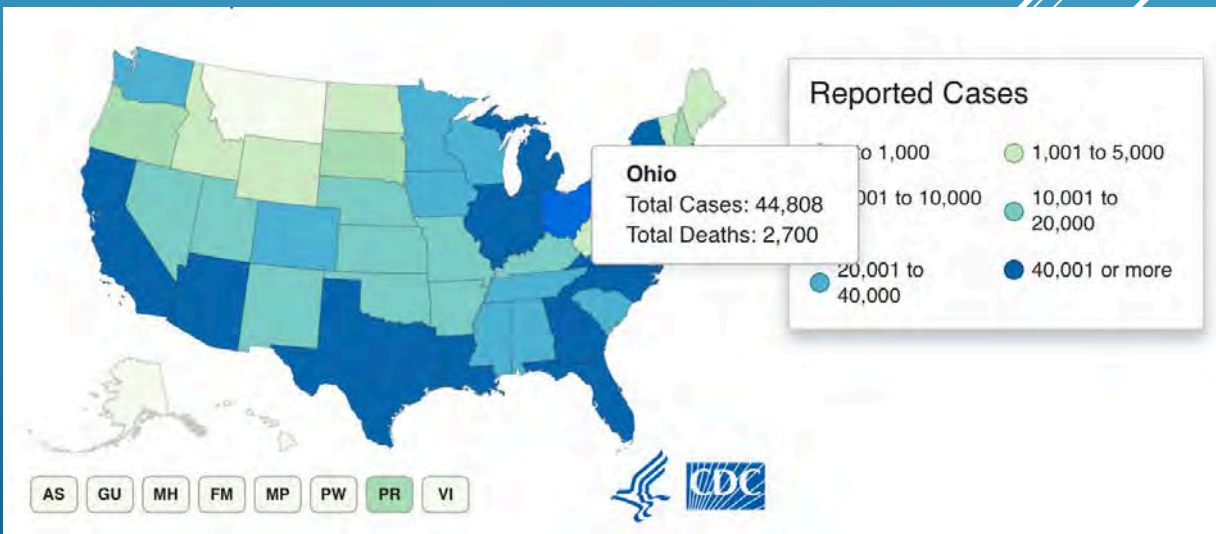 Reported Cases
to 1,000
1,001 to 5,000
001 to 10,000
10,001 to
20,000
20,001 to
40,000
40,001 or more
Ohio
Total Cases: 44,808
Total Deaths: 2,700
AS GU MH FM MP PW PR VI
CDC